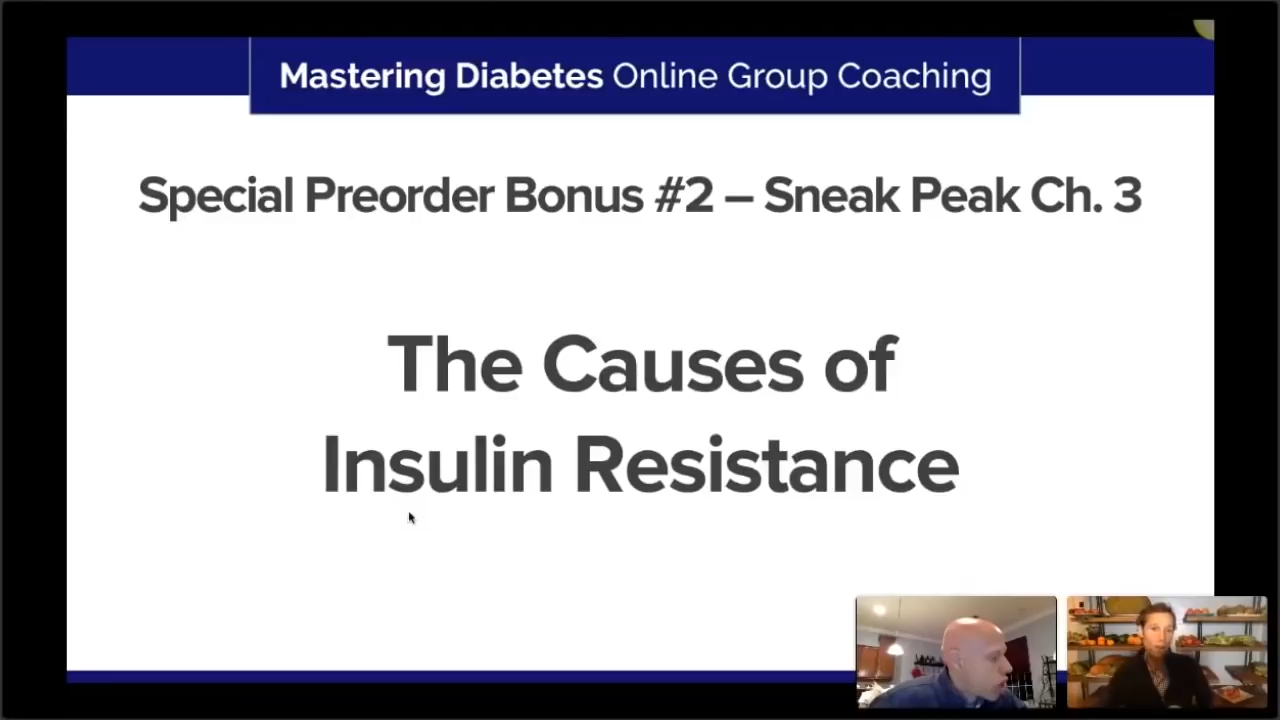 Mastering Diabetes Online Group Coaching
Special Preorder Bonus #2 – Sneak Peak Ch. 3
The Causes of
Insulin Resistance